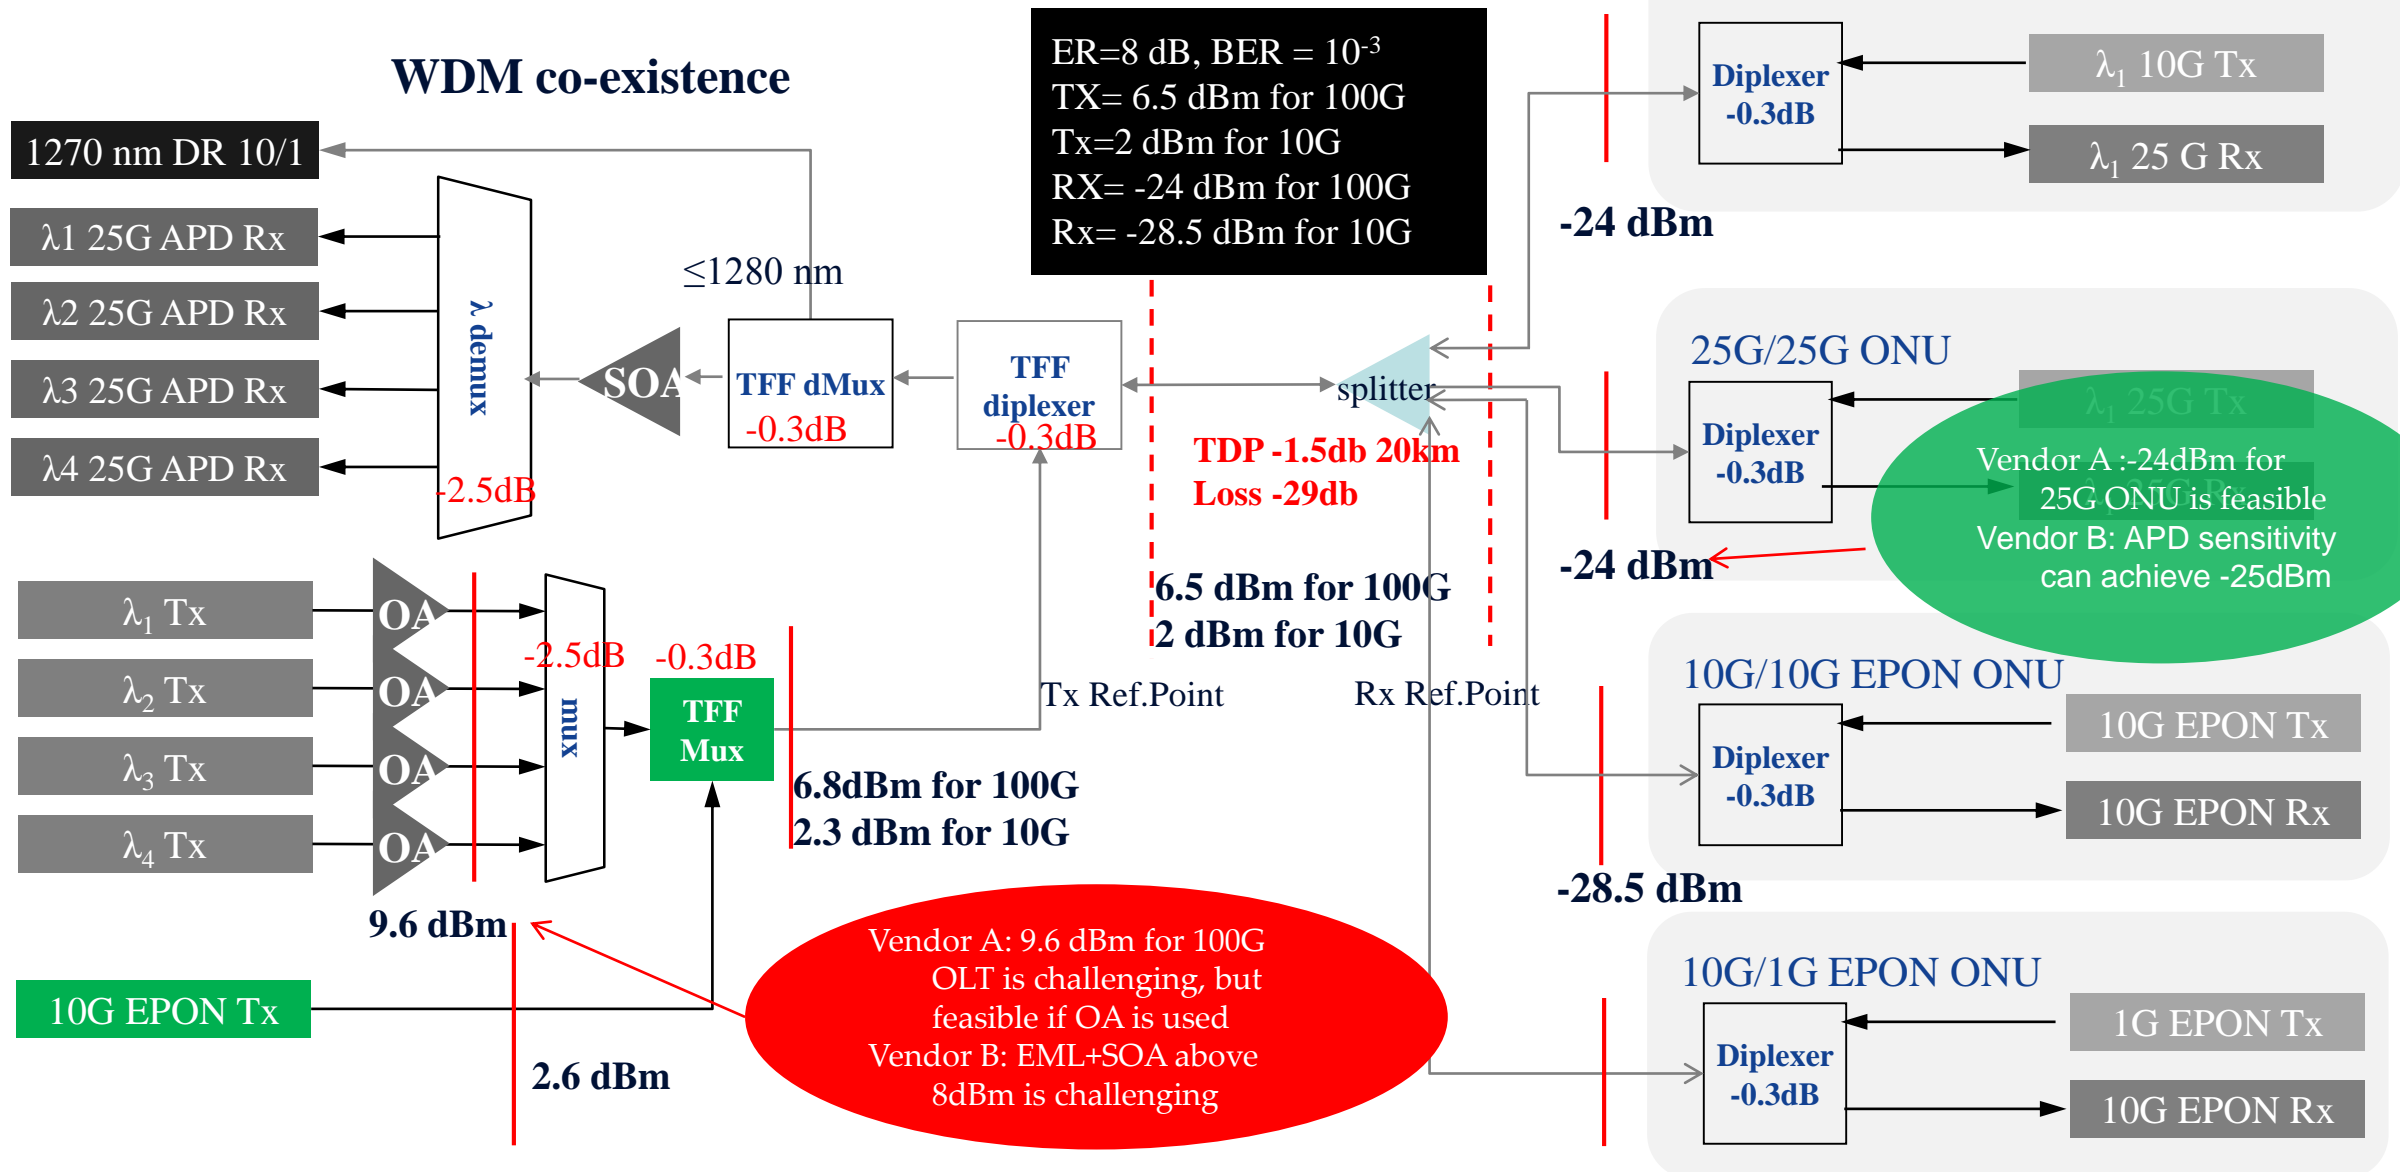 WDM co-existence
ER=8 dB, BER = 10⁻³
TX= 6.5 dBm for 100G
Tx=2 dBm for 10G
RX= -24 dBm for 100G
Rx= -28.5 dBm for 10G
1270 nm DR 10/1
λ1 25G APD Rx
λ2 25G APD Rx
λ3 25G APD Rx
λ4 25G APD Rx
λ demux
-2.5dB
SOA
≤1280 nm
TFF dMux
-0.3dB
TFF
diplexer
-0.3dB
splitter
TDP -1.5db 20km
Loss -29db
6.5 dBm for 100G
2 dBm for 10G
Tx Ref.Point
Rx Ref.Point
λ₁ Tx
λ₂ Tx
λ₃ Tx
λ₄ Tx
OA
OA
OA
OA
9.6 dBm
-2.5dB
mux
-0.3dB
TFF
Mux
6.8dBm for 100G
2.3 dBm for 10G
10G EPON Tx
2.6 dBm
Vendor A: 9.6 dBm for 100G
OLT is challenging, but
feasible if OA is used
Vendor B: EML+SOA above
8dBm is challenging
Diplexer
-0.3dB
λ₁ 10G Tx
λ₁ 25 G Rx
-24 dBm
25G/25G ONU
Diplexer
-0.3dB
λ₁ 25G Tx
λ₁ 25G Rx
-24 dBm
Vendor A :-24dBm for
25G ONU is feasible
Vendor B: APD sensitivity
can achieve -25dBm
10G/10G EPON ONU
Diplexer
-0.3dB
10G EPON Tx
10G EPON Rx
-28.5 dBm
10G/1G EPON ONU
Diplexer
-0.3dB
1G EPON Tx
10G EPON Rx